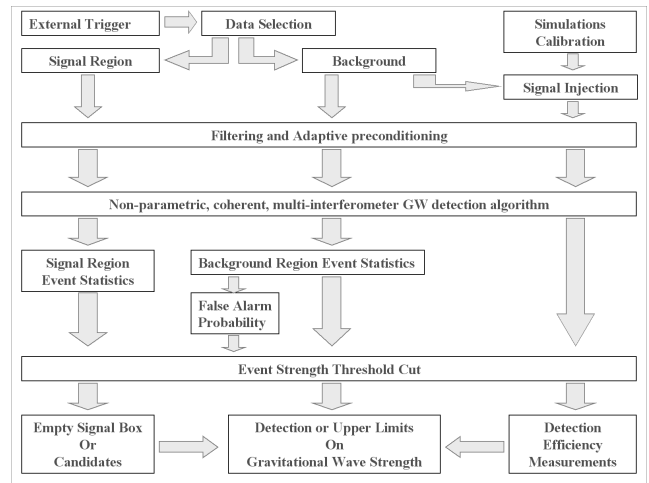 External Trigger
Data Selection
Simulations
Calibration
Signal Region
Background
Signal Injection
Filtering and Adaptive preconditioning
Non-parametric, coherent, multi-interferometer GW detection algorithm
Signal Region
Event Statistics
Background Region Event Statistics
False Alarm
Probability
Event Strength Threshold Cut
Empty Signal Box
Or
Candidates
Detection or Upper Limits
On
Gravitational Wave Strength
Detection
Efficiency
Measurements